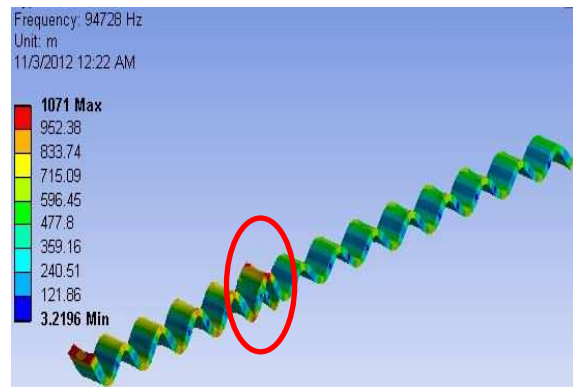 Frequency: 94728 Hz
Unit: m
11/3/2012 12:22 AM
1071 Max
952.38
833.74
715.09
596.45
477.8
359.16
240.51
121.86
3.2196 Min